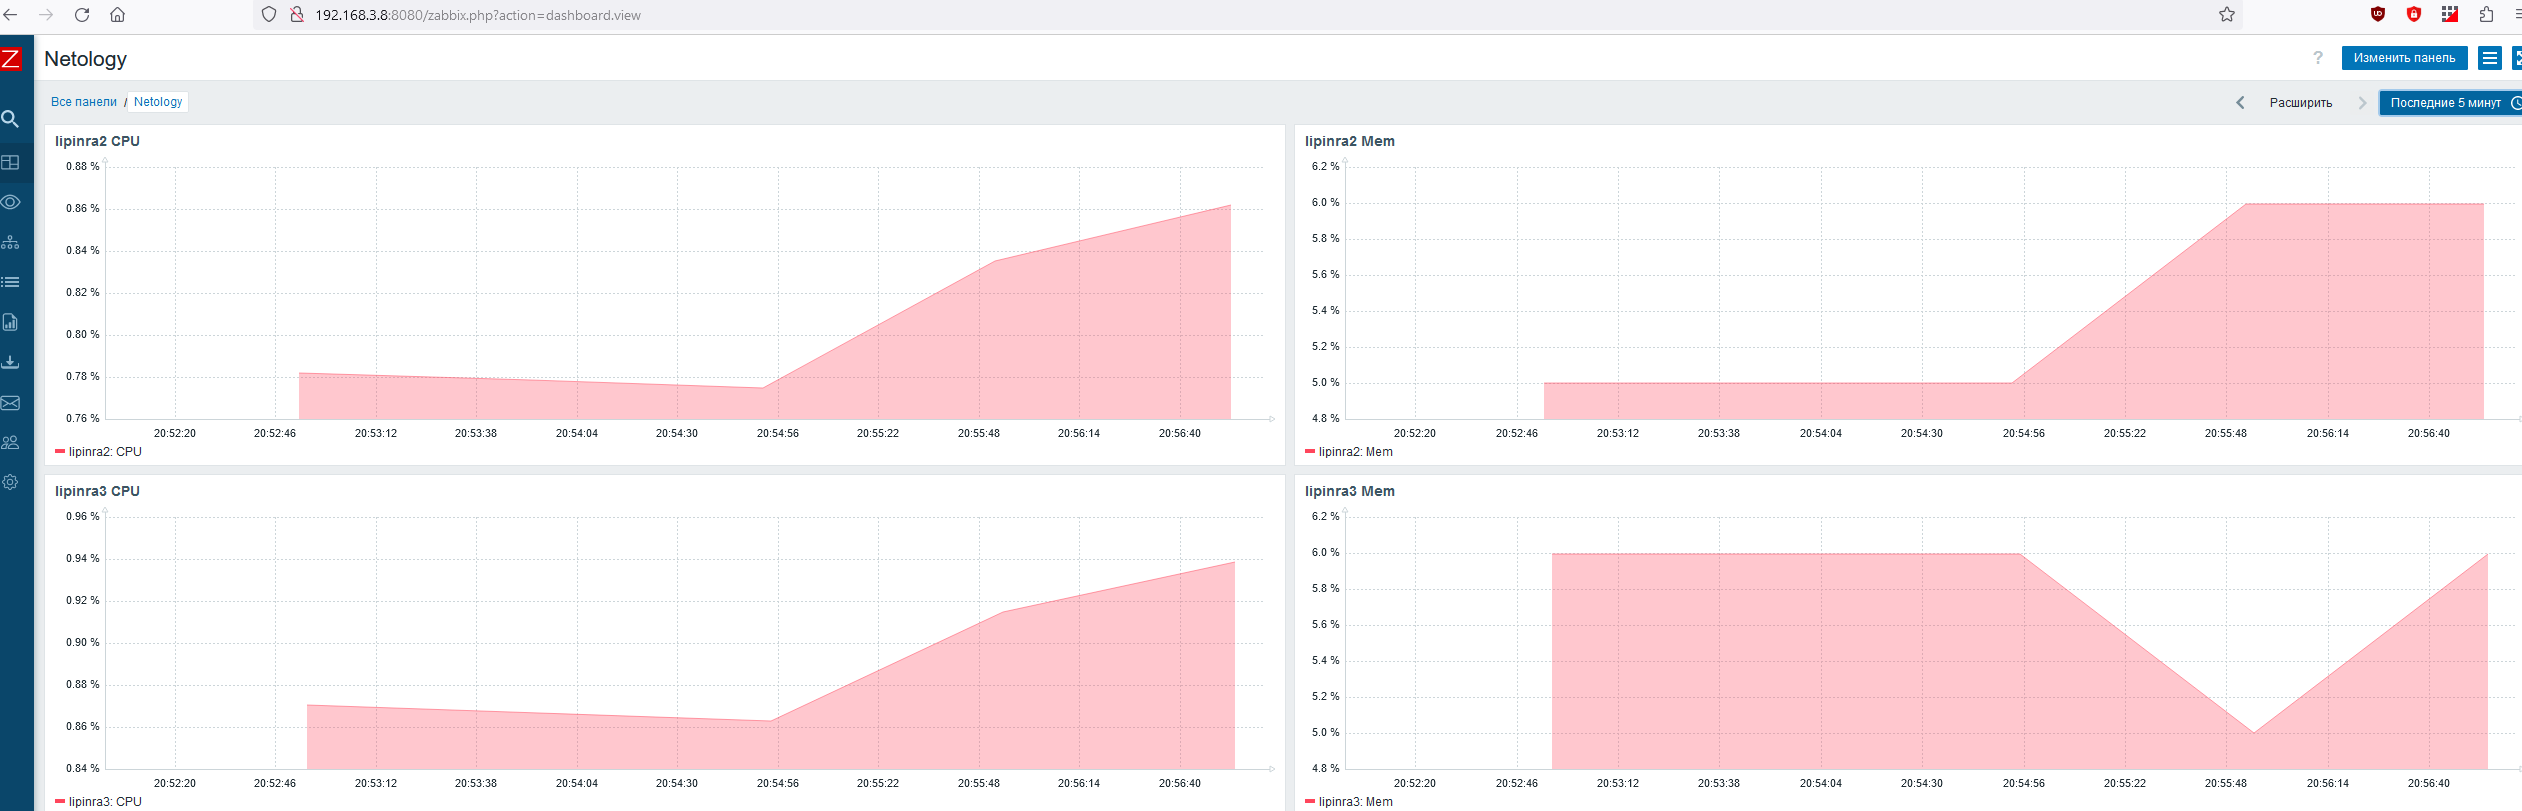 192.168.3.8:8080/zabbix.php?action=dashboard.view
Z
Netology
? Изменить панель
Все панели / Netology
Расширить
Последние 5 минут
lipinra2 CPU
0.88 %
0.86 %
0.84 %
0.82 %
0.80 %
0.78 %
0.76 %
20:52:20 20:52:46 20:53:12 20:53:38 20:54:04 20:54:30 20:54:56 20:55:22 20:55:48 20:56:14 20:56:40
lipinra2: CPU
lipinra2 Mem
6.2 %
6.0 %
5.8 %
5.6 %
5.4 %
5.2 %
5.0 %
4.8 %
20:52:20 20:52:46 20:53:12 20:53:38 20:54:04 20:54:30 20:54:56 20:55:22 20:55:48 20:56:14 20:56:40
lipinra2: Mem
lipinra3 CPU
0.96 %
0.94 %
0.92 %
0.90 %
0.88 %
0.86 %
0.84 %
20:52:20 20:52:46 20:53:12 20:53:38 20:54:04 20:54:30 20:54:56 20:55:22 20:55:48 20:56:14 20:56:40
lipinra3: CPU
lipinra3 Mem
6.2 %
6.0 %
5.8 %
5.6 %
5.4 %
5.2 %
5.0 %
4.8 %
20:52:20 20:52:46 20:53:12 20:53:38 20:54:04 20:54:30 20:54:56 20:55:22 20:55:48 20:56:14 20:56:40
lipinra3: Mem